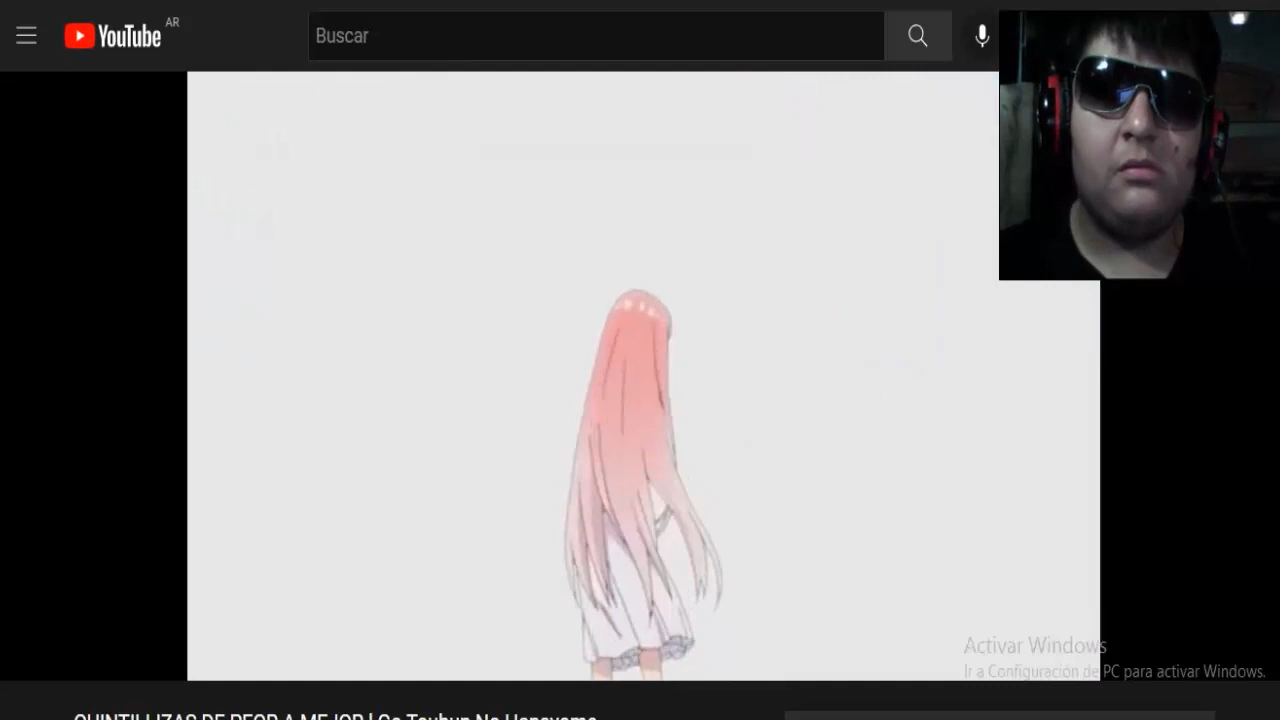 YouTube AR
Buscar
Activar Windows
Ir a Configuración de PC para activar Windows.
QUINTILLIZAS DE PEOR A MEJOR | Go Toubun No Hanayome